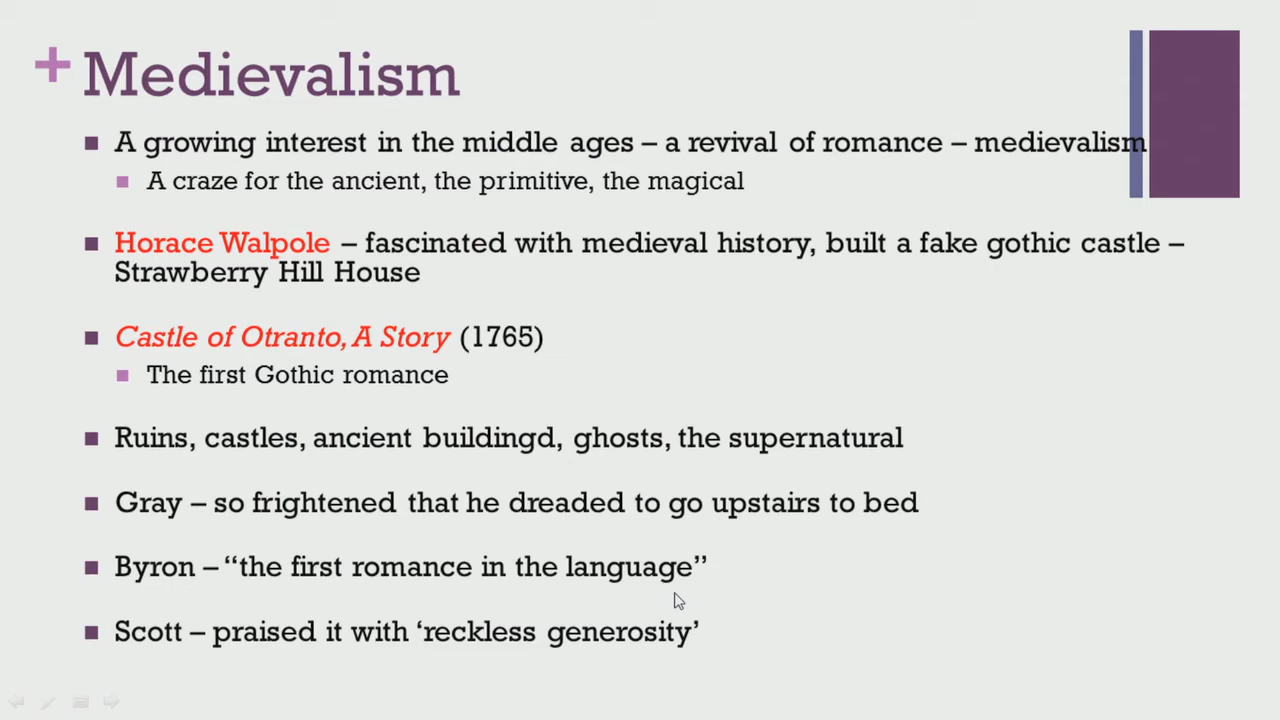 + Medievalism
■ A growing interest in the middle ages – a revival of romance – medievalism
■ A craze for the ancient, the primitive, the magical
■ Horace Walpole – fascinated with medieval history, built a fake gothic castle –
Strawberry Hill House
■ Castle of Otranto, A Story (1765)
■ The first Gothic romance
■ Ruins, castles, ancient buildingd, ghosts, the supernatural
■ Gray – so frightened that he dreaded to go upstairs to bed
■ Byron – “the first romance in the language”
■ Scott – praised it with ‘reckless generosity’